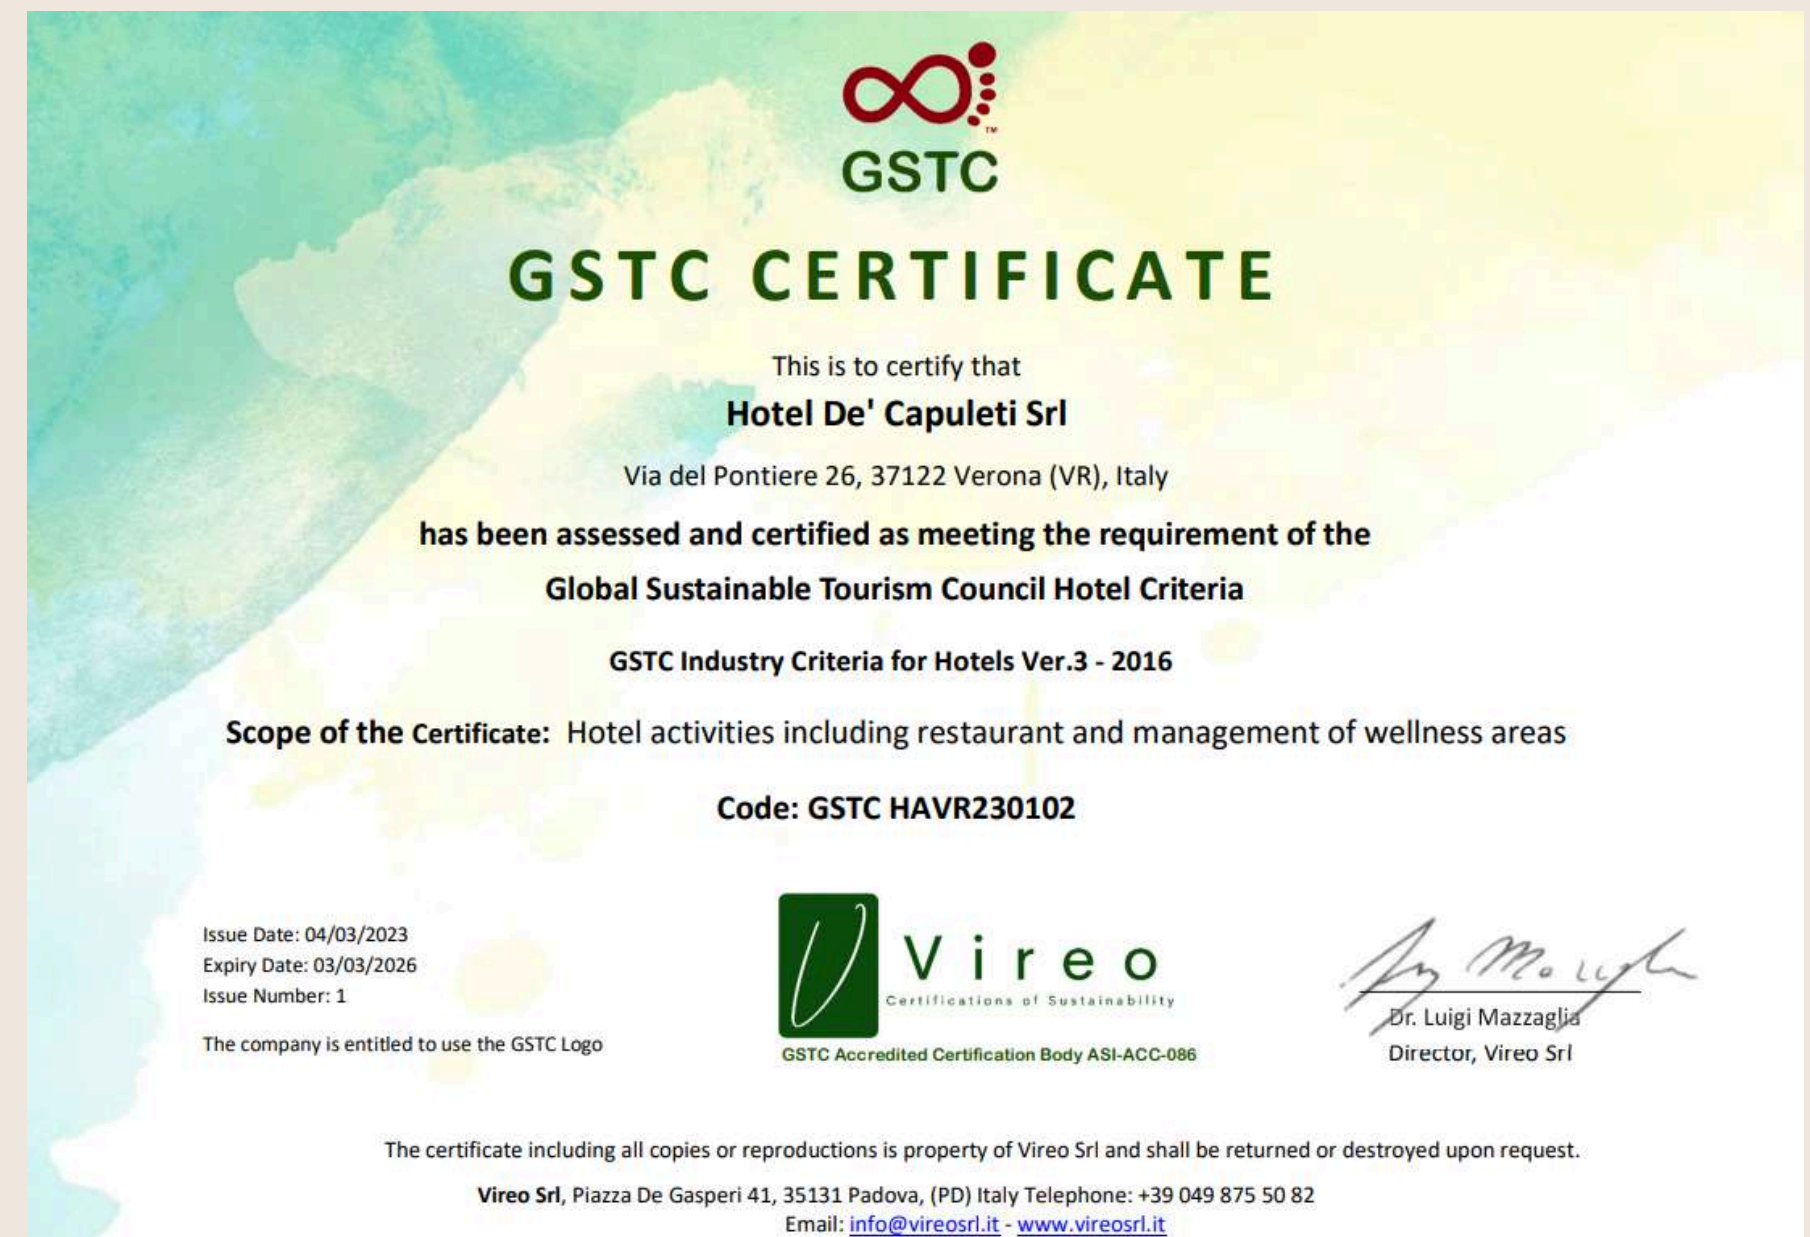 TM
GSTC
GSTC CERTIFICATE
This is to certify that
Hotel De' Capuleti Srl
Via del Pontiere 26, 37122 Verona (VR), Italy
has been assessed and certified as meeting the requirement of the
Global Sustainable Tourism Council Hotel Criteria
GSTC Industry Criteria for Hotels Ver.3 - 2016
Scope of the Certificate: Hotel activities including restaurant and management of wellness areas
Code: GSTC HAVR230102
Issue Date: 04/03/2023
Expiry Date: 03/03/2026
Issue Number: 1
The company is entitled to use the GSTC Logo
Vireo
Certifications of Sustainability
GSTC Accredited Certification Body ASI-ACC-086
Dr. Luigi Mazzaglia
Director, Vireo Srl
The certificate including all copies or reproductions is property of Vireo Srl and shall be returned or destroyed upon request.
Vireo Srl, Piazza De Gasperi 41, 35131 Padova, (PD) Italy Telephone: +39 049 875 50 82
Email: info@vireosrl.it - www.vireosrl.it